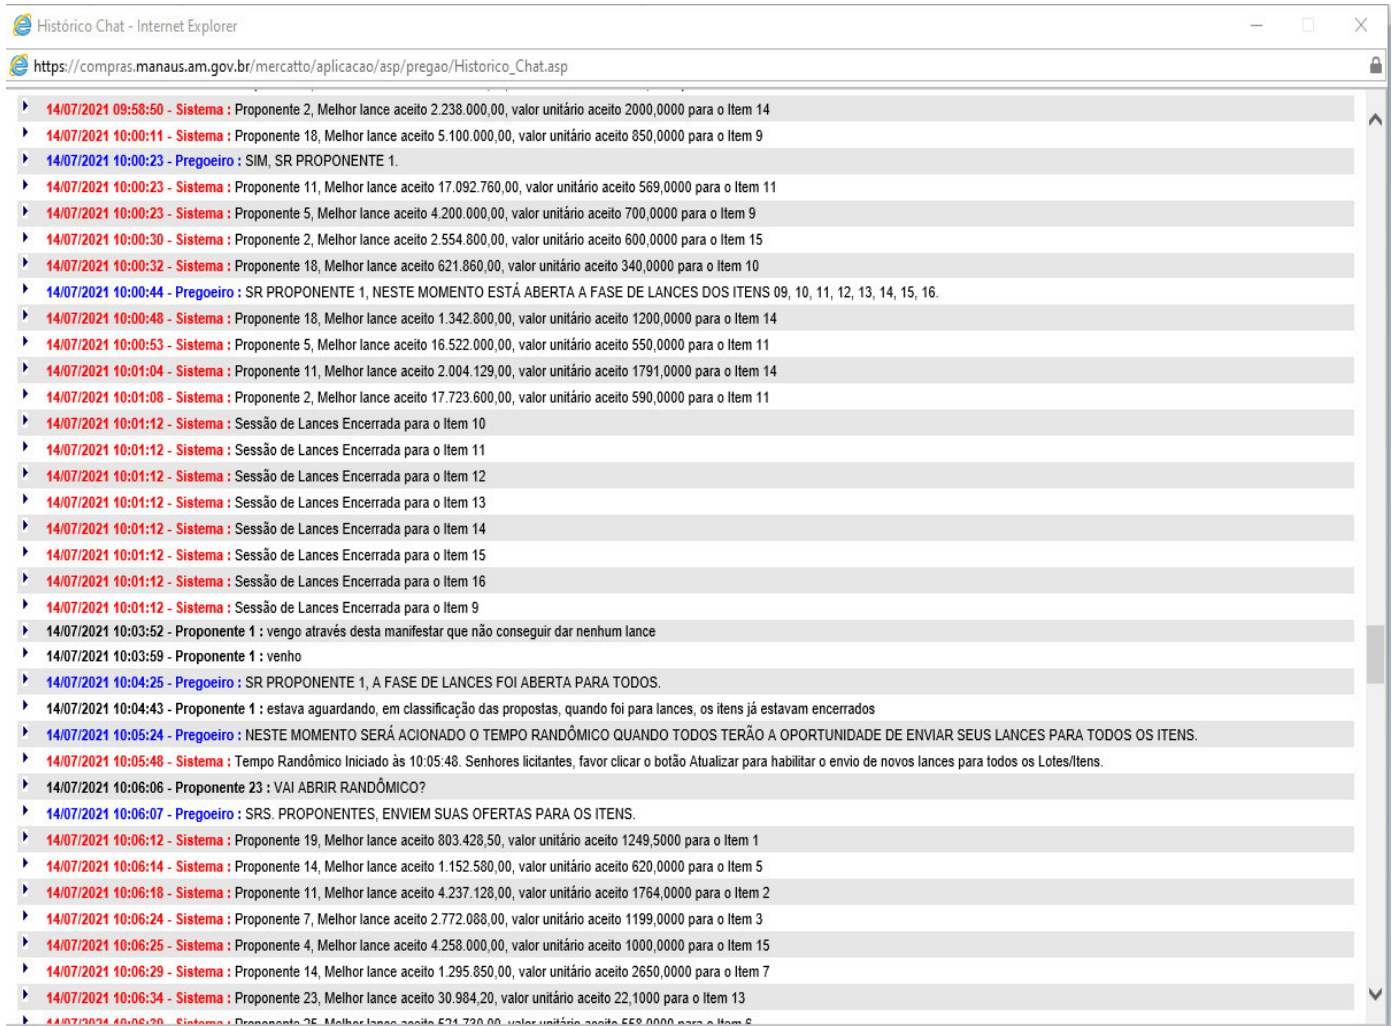 Histórico Chat - Internet Explorer
https://compras.manaus.am.gov.br/mercatto/aplicacao/asp/pregao/Historico_Chat.asp
14/07/2021 09:58:50 - Sistema : Proponente 2, Melhor lance aceito 2.238.000,00, valor unitário aceito 2000,0000 para o Item 14
14/07/2021 10:00:11 - Sistema : Proponente 18, Melhor lance aceito 5.100.000,00, valor unitário aceito 850,0000 para o Item 9
14/07/2021 10:00:23 - Pregoeiro : SIM, SR PROPONENTE 1.
14/07/2021 10:00:23 - Sistema : Proponente 11, Melhor lance aceito 17.092.760,00, valor unitário aceito 569,0000 para o Item 11
14/07/2021 10:00:23 - Sistema : Proponente 5, Melhor lance aceito 4.200.000,00, valor unitário aceito 700,0000 para o Item 9
14/07/2021 10:00:30 - Sistema : Proponente 2, Melhor lance aceito 2.554.800,00, valor unitário aceito 600,0000 para o Item 15
14/07/2021 10:00:32 - Sistema : Proponente 18, Melhor lance aceito 621.860,00, valor unitário aceito 340,0000 para o Item 10
14/07/2021 10:00:44 - Pregoeiro : SR PROPONENTE 1, NESTE MOMENTO ESTÁ ABERTA A FASE DE LANCES DOS ITENS 09, 10, 11, 12, 13, 14, 15, 16.
14/07/2021 10:00:48 - Sistema : Proponente 18, Melhor lance aceito 1.342.800,00, valor unitário aceito 1200,0000 para o Item 14
14/07/2021 10:00:53 - Sistema : Proponente 5, Melhor lance aceito 16.522.000,00, valor unitário aceito 550,0000 para o Item 11
14/07/2021 10:01:04 - Sistema : Proponente 11, Melhor lance aceito 2.004.129,00, valor unitário aceito 1791,0000 para o Item 14
14/07/2021 10:01:08 - Sistema : Proponente 2, Melhor lance aceito 17.723.600,00, valor unitário aceito 590,0000 para o Item 11
14/07/2021 10:01:12 - Sistema : Sessão de Lances Encerrada para o Item 10
14/07/2021 10:01:12 - Sistema : Sessão de Lances Encerrada para o Item 11
14/07/2021 10:01:12 - Sistema : Sessão de Lances Encerrada para o Item 12
14/07/2021 10:01:12 - Sistema : Sessão de Lances Encerrada para o Item 13
14/07/2021 10:01:12 - Sistema : Sessão de Lances Encerrada para o Item 14
14/07/2021 10:01:12 - Sistema : Sessão de Lances Encerrada para o Item 15
14/07/2021 10:01:12 - Sistema : Sessão de Lances Encerrada para o Item 16
14/07/2021 10:01:12 - Sistema : Sessão de Lances Encerrada para o Item 9
14/07/2021 10:03:52 - Proponente 1 : vengo através desta manifestar que não conseguir dar nenhum lance
14/07/2021 10:03:59 - Proponente 1 : venho
14/07/2021 10:04:25 - Pregoeiro : SR PROPONENTE 1, A FASE DE LANCES FOI ABERTA PARA TODOS.
14/07/2021 10:04:43 - Proponente 1 : estava aguardando, em classificação das propostas, quando foi para lances, os itens já estavam encerrados
14/07/2021 10:05:24 - Pregoeiro : NESTE MOMENTO SERÁ ACIONADO O TEMPO RANDÔMICO QUANDO TODOS TERÃO A OPORTUNIDADE DE ENVIAR SEUS LANCES PARA TODOS OS ITENS.
14/07/2021 10:05:48 - Sistema : Tempo Randômico Iniciado às 10:05:48. Senhores licitantes, favor clicar o botão Atualizar para habilitar o envio de novos lances para todos os Lotes/Itens.
14/07/2021 10:06:06 - Proponente 23 : VAI ABRIR RANDÔMICO?
14/07/2021 10:06:07 - Pregoeiro : SRS. PROPONENTES, ENVIEM SUAS OFERTAS PARA OS ITENS.
14/07/2021 10:06:12 - Sistema : Proponente 19, Melhor lance aceito 803.428,50, valor unitário aceito 1249,5000 para o Item 1
14/07/2021 10:06:14 - Sistema : Proponente 14, Melhor lance aceito 1.152.580,00, valor unitário aceito 620,0000 para o Item 5
14/07/2021 10:06:18 - Sistema : Proponente 11, Melhor lance aceito 4.237.128,00, valor unitário aceito 1764,0000 para o Item 2
14/07/2021 10:06:24 - Sistema : Proponente 7, Melhor lance aceito 2.772.088,00, valor unitário aceito 1199,0000 para o Item 3
14/07/2021 10:06:25 - Sistema : Proponente 4, Melhor lance aceito 4.258.000,00, valor unitário aceito 1000,0000 para o Item 15
14/07/2021 10:06:29 - Sistema : Proponente 14, Melhor lance aceito 1.295.850,00, valor unitário aceito 2650,0000 para o Item 7
14/07/2021 10:06:34 - Sistema : Proponente 23, Melhor lance aceito 30.984,20, valor unitário aceito 22,1000 para o Item 13